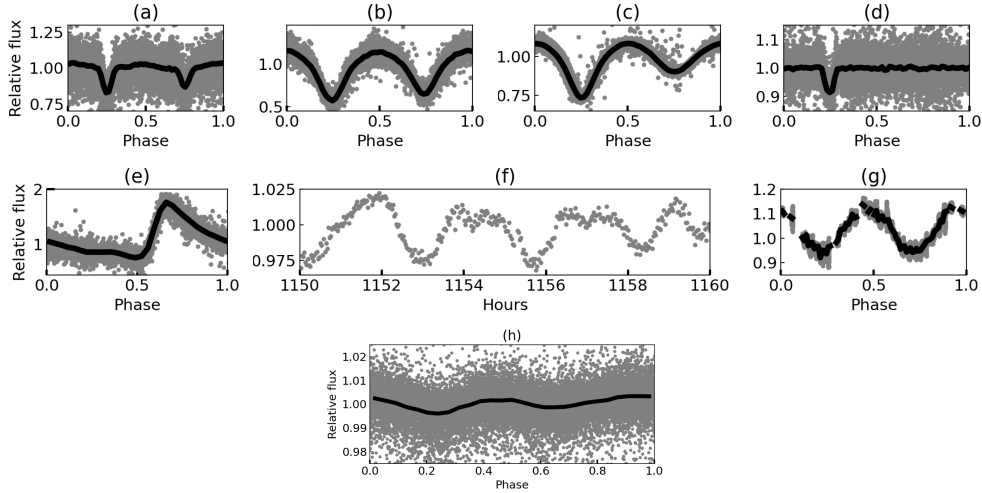 (a) (b) (c) (d)
Relative flux
1.25
1.00
0.75
0.0 0.5 1.0
Phase
1.0
0.5
0.0 0.5 1.0
Phase
1.00
0.75
0.0 0.5 1.0
Phase
1.1
1.0
0.9
0.0 0.5 1.0
Phase
(e) (f) (g)
Relative flux
2
1
0.0 0.5 1.0
Phase
1.025
1.000
0.975
1150 1152 1154 1156 1158 1160
Hours
1.2
1.1
1.0
0.9
0.0 0.5 1.0
Phase
(h)
Relative flux
1.02
1.01
1.00
0.99
0.98
0.0 0.2 0.4 0.6 0.8 1.0
Phase